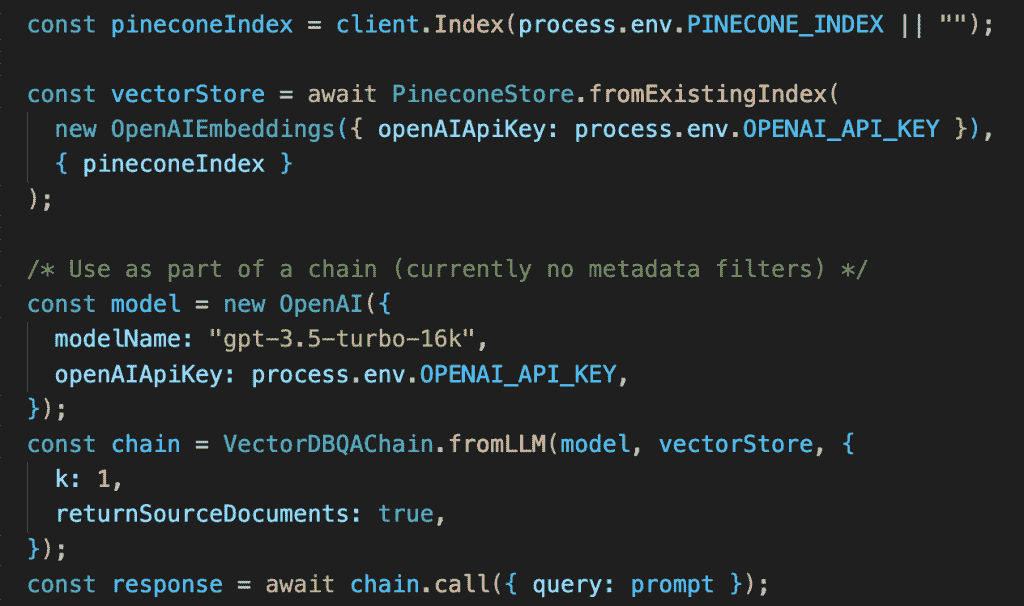 const pineconeIndex = client.Index(process.env.PINECONE_INDEX || "");
const vectorStore = await PineconeStore.fromExistingIndex(
new OpenAIEmbeddings({ openAIApiKey: process.env.OPENAI_API_KEY }),
{ pineconeIndex }
);
/* Use as part of a chain (currently no metadata filters) */
const model = new OpenAI({
modelName: "gpt-3.5-turbo-16k",
openAIApiKey: process.env.OPENAI_API_KEY,
});
const chain = VectorDBQAChain.fromLLM(model, vectorStore, {
k: 1,
returnSourceDocuments: true,
});
const response = await chain.call({ query: prompt });